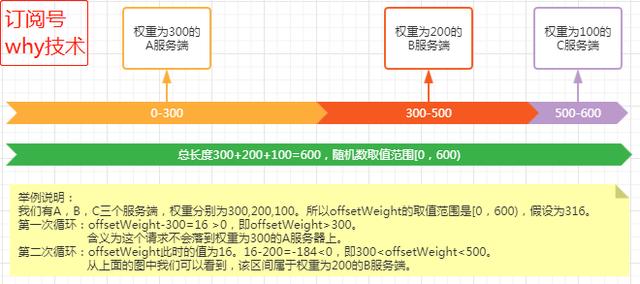 订阅号
why技术
权重为300的
A服务端
权重为200的
B服务端
权重为100的
C服务端
0-300
300-500
500-600
总长度300+200+100=600，随机数取值范围[0，600)
举例说明：
我们有A，B，C三个服务端，权重分别为300,200,100。所以offsetWeight的取值范围是[0，600)，假设为316。
第一次循环：offsetWeight-300=16 >0，即offsetWeight>300。
含义为这个请求不会落到权重为300的A服务器上。
第二次循环：offsetWeight此时的值为16。16-200=-184<0，即300<offsetWeight<500。
从上面的图中我们可以看到，该区间属于权重为200的B服务端。